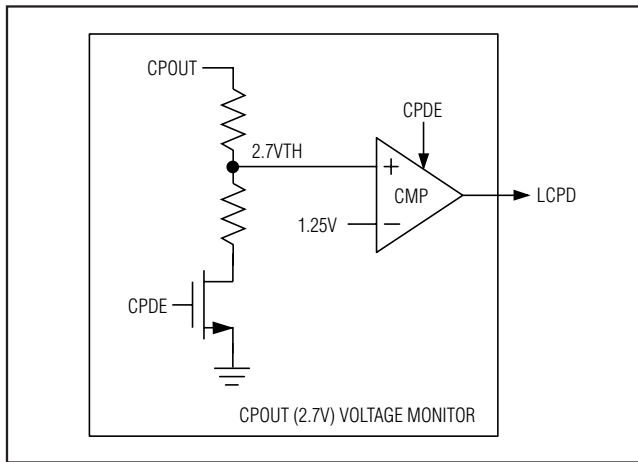 CPOUT
CPDE
2.7VTH
+
CMP
LCPD
1.25V
−
CPDE
CPOUT (2.7V) VOLTAGE MONITOR